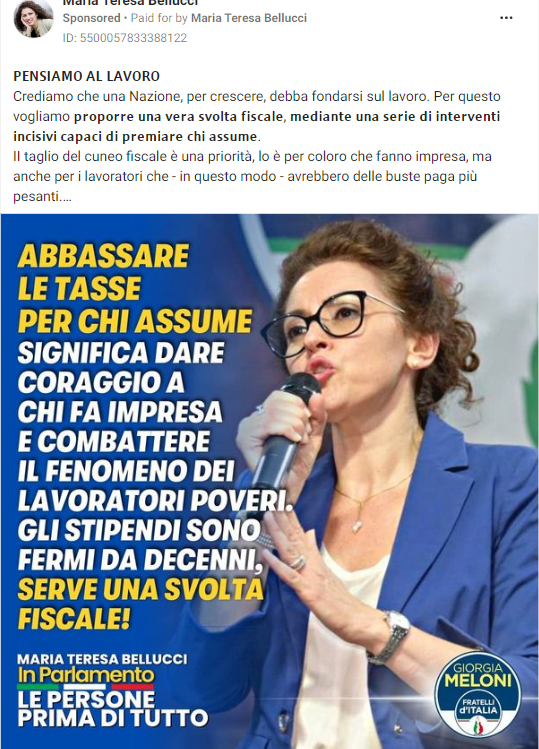 Maria Teresa Bellucci
Sponsored • Paid for by Maria Teresa Bellucci
ID: 5500057833388122
PENSIAMO AL LAVORO
Crediamo che una Nazione, per crescere, debba fondarsi sul lavoro. Per questo
vogliamo proporre una vera svolta fiscale, mediante una serie di interventi
incisivi capaci di premiare chi assume.
Il taglio del cuneo fiscale è una priorità, lo è per coloro che fanno impresa, ma
anche per i lavoratori che - in questo modo - avrebbero delle buste paga più
pesanti....
ABBASSARE
LE TASSE
PER CHI ASSUME
SIGNIFICA DARE
CORAGGIO A
CHI FA IMPRESA
E COMBATTERE
IL FENOMENO DEI
LAVORATORI POVERI.
GLI STIPENDI SONO
FERMI DA DECENNI,
SERVE UNA SVOLTA
FISCALE!
MARIA TERESA BELLUCCI
In Parlamento
LE PERSONE
PRIMA DI TUTTO
GIORGIA
MELONI
FRATELLI
d'ITALIA